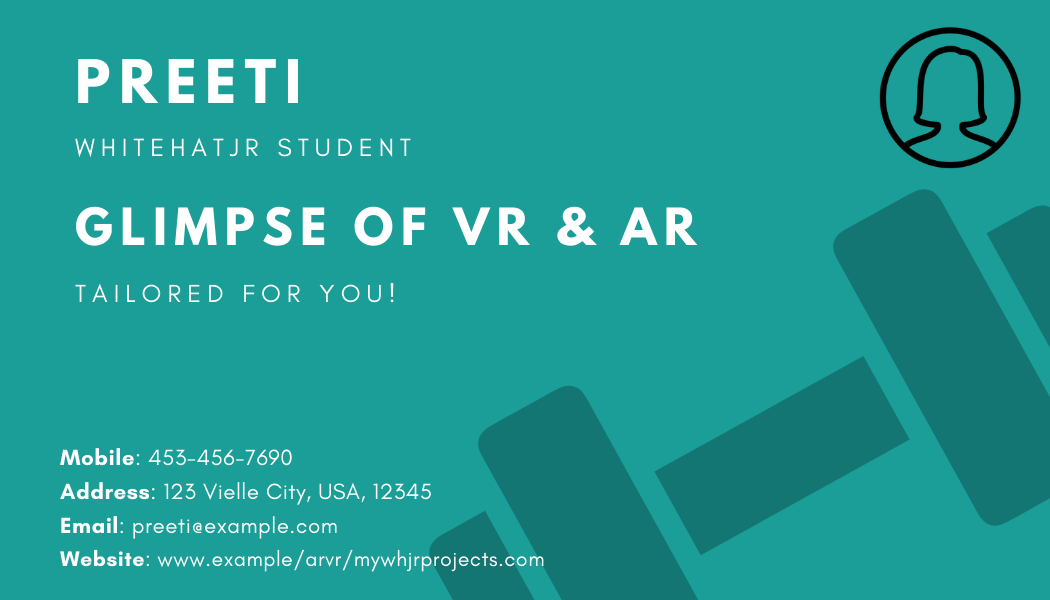 PREETI
WHITEHATJR STUDENT
GLIMPSE OF VR & AR
TAILORED FOR YOU!
Mobile: 453-456-7690
Address: 123 Vielle City, USA, 12345
Email: preeti@example.com
Website: www.example/arvr/mywhjrprojects.com